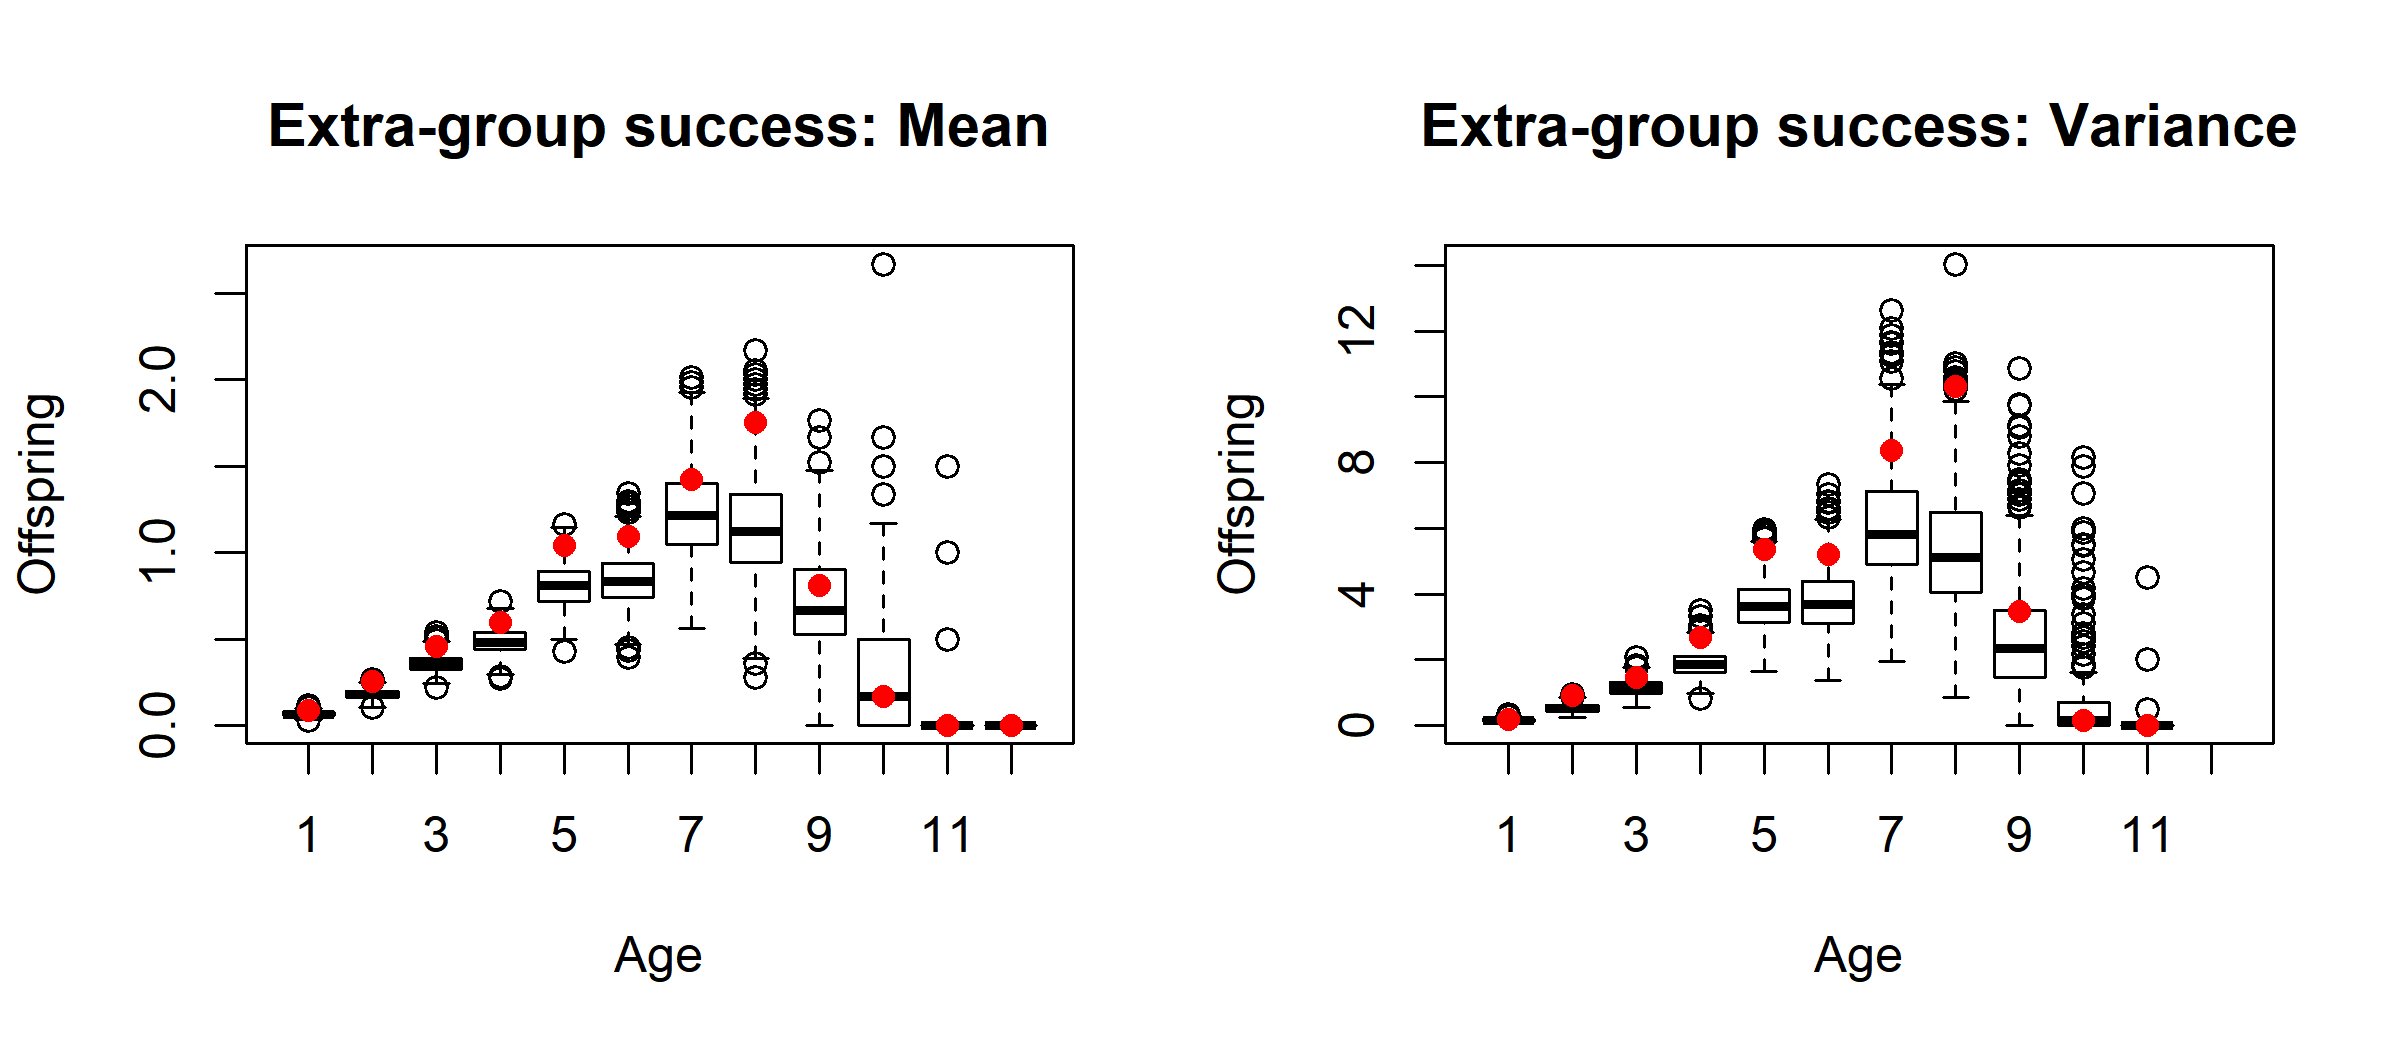 Extra-group success: Mean
Offspring
0.0 1.0 2.0
1 3 5 7 9 11
Age
Extra-group success: Variance
Offspring
0 4 8 12
1 3 5 7 9 11
Age